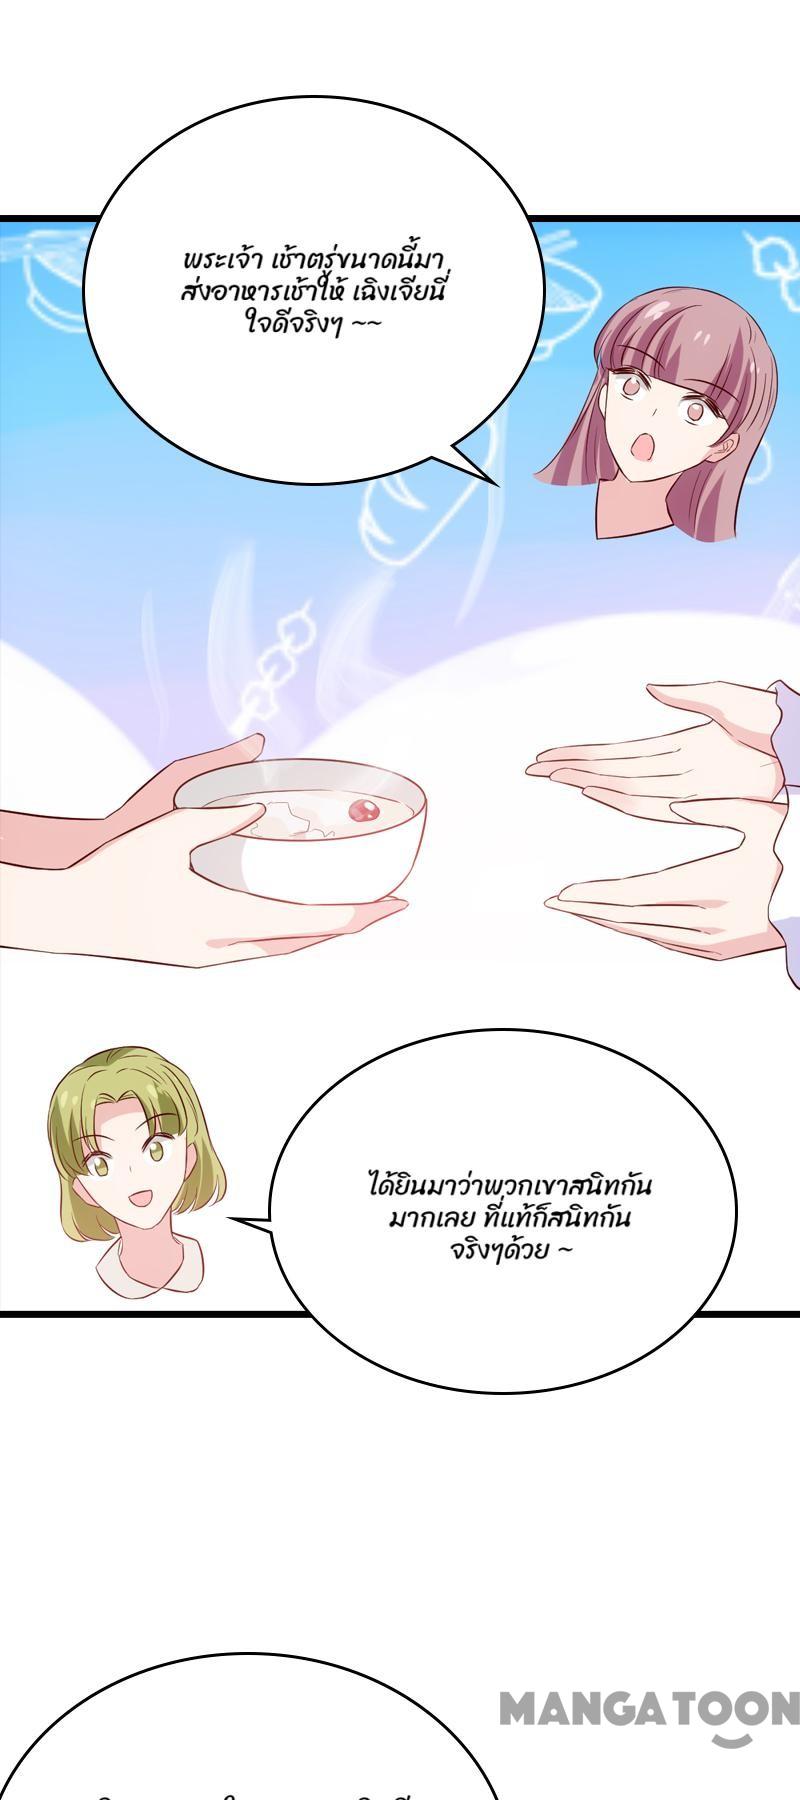 พระเจ้า เช้าตรู่ขนาดนี้มา
ส่งอาหารเช้าให้ เฉิงเจียนี่
ใจดีจริงๆ ~~
ได้ยินมาว่าพวกเขาสนิทกัน
มากเลย ที่แท้ก็สนิทกัน
จริงๆด้วย ~
MANGATOON